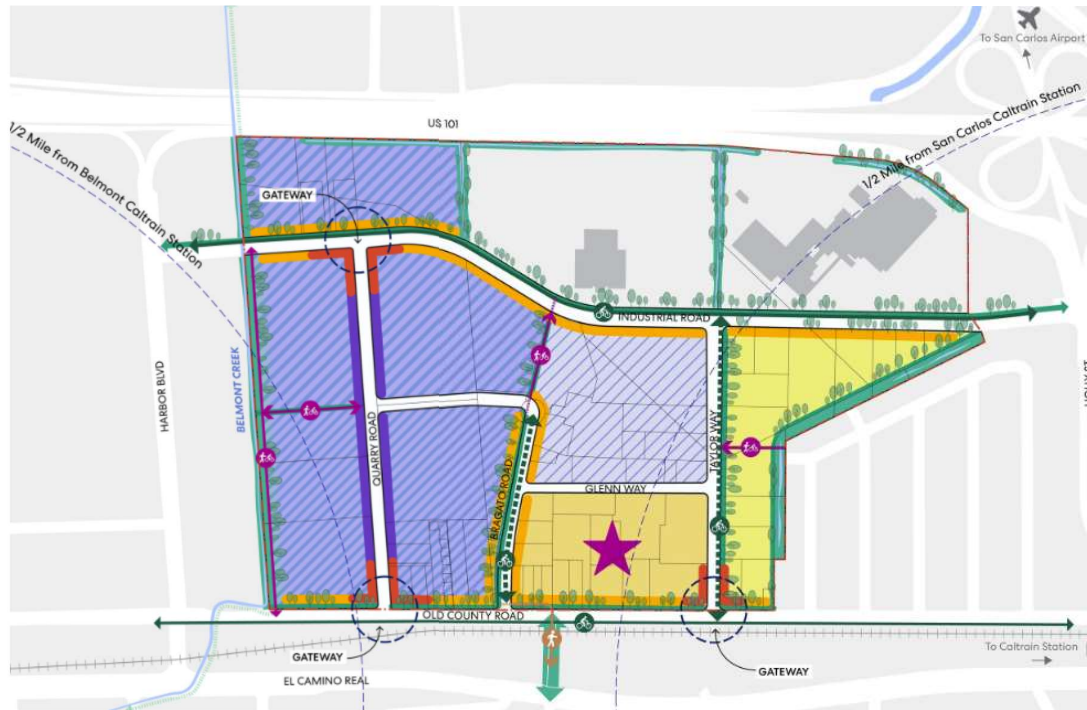 To San Carlos Airport
US 101
1/2 Mile from Belmont Caltrain Station
1/2 Mile from San Carlos Caltrain Station
GATEWAY
INDUSTRIAL ROAD
HARBOR BLVD
BELMONT CREEK
QUARRY ROAD
BRAGATO ROAD
TAYLOR WAY
GLENN WAY
OLD COUNTY ROAD
GATEWAY
GATEWAY
To Caltrain Station
EL CAMINO REAL